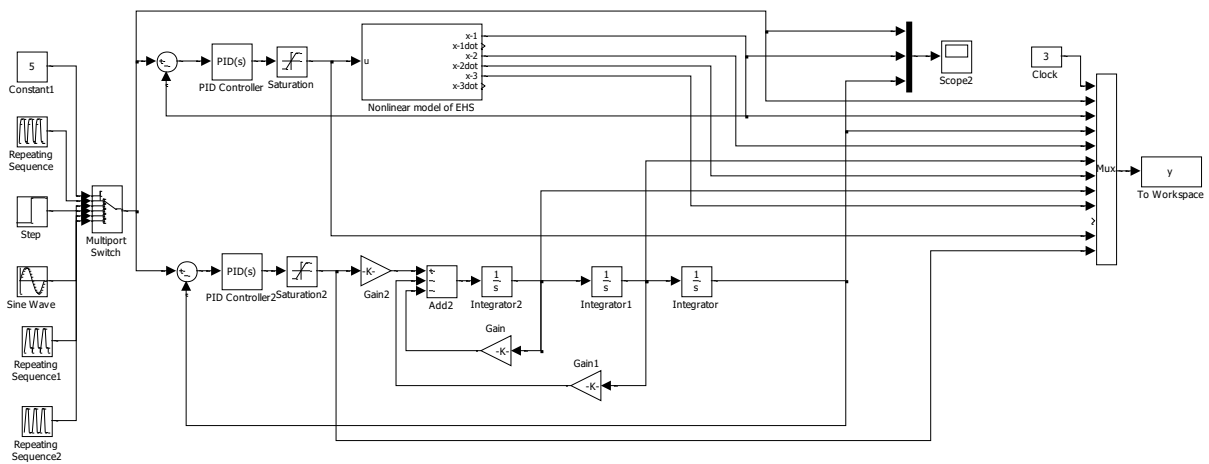 5
Constant1
Repeating
Sequence
Step
Sine Wave
Repeating
Sequence1
Repeating
Sequence2
Multiport
Switch
PID(s)
PID Controller
Saturation
u
x-1
x-1dot
x-2
x-2dot
x-3
x-3dot
Nonlinear model of EHS
Scope2
3
Clock
Mux
y
To Workspace
PID(s)
PID Controller2
Saturation2
-K-
Gain2
Add2
1
s
Integrator2
1
s
Integrator1
1
s
Integrator
Gain
-K-
Gain1
-K-